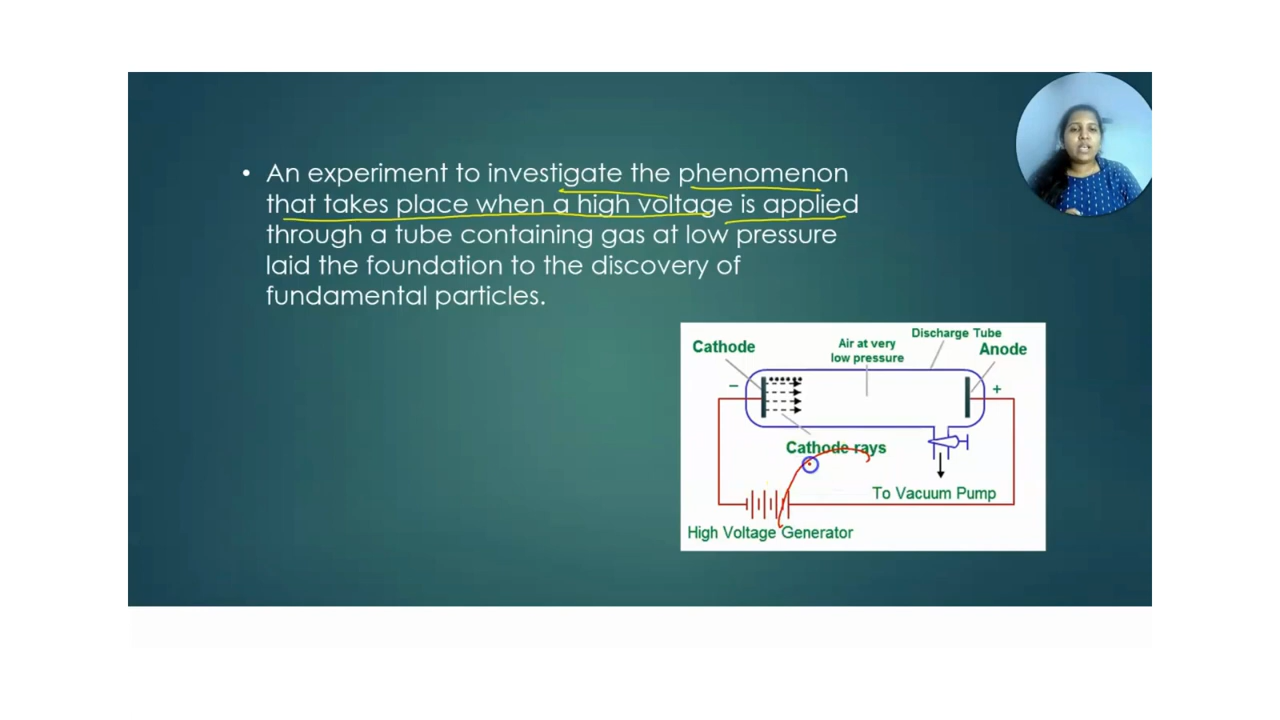 • An experiment to investigate the phenomenon
that takes place when a high voltage is applied
through a tube containing gas at low pressure
laid the foundation to the discovery of
fundamental particles.
Discharge Tube
Cathode
Air at very
low pressure
Anode
−
+
Cathode rays
To Vacuum Pump
High Voltage Generator